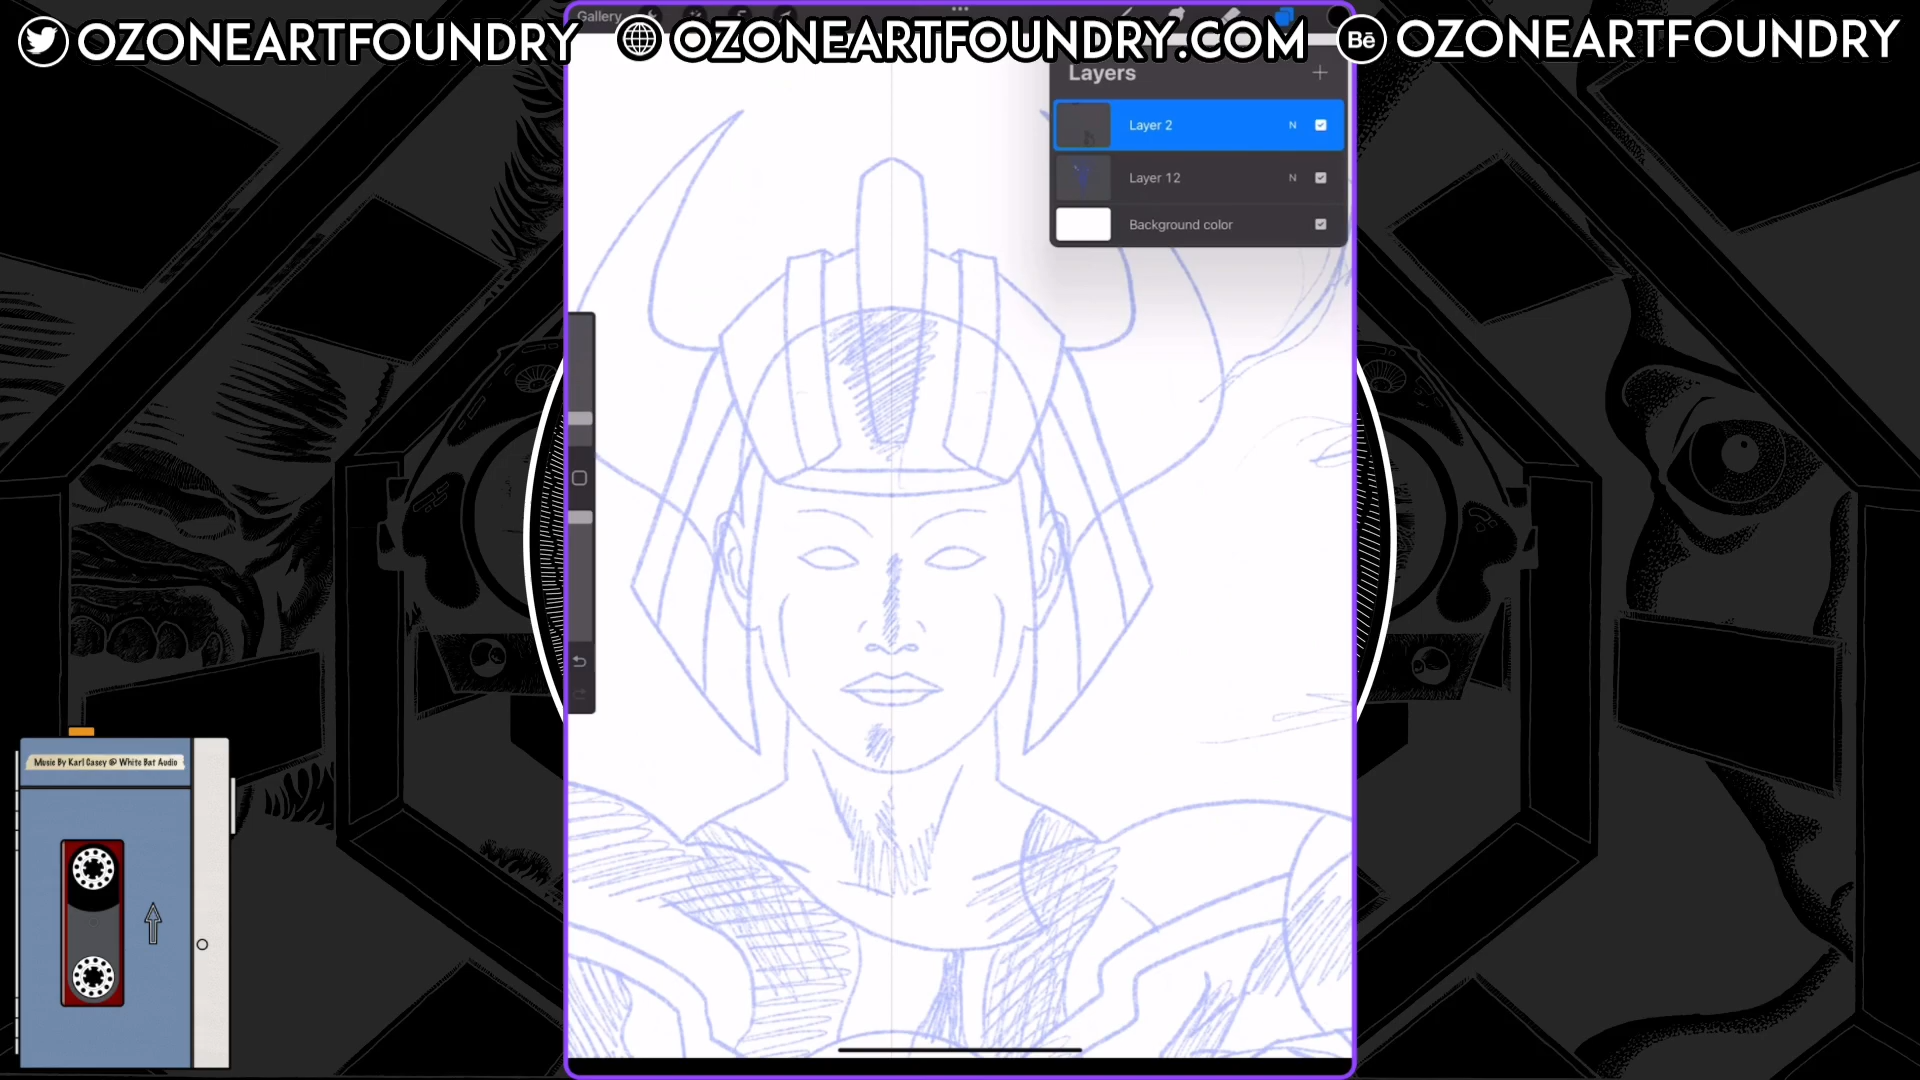 OZONEARTFOUNDRY OZONEARTFOUNDRY.COM Bē OZONEARTFOUNDRY
Gallery
Layers
Layer 2 N
Layer 12 N
Background color
Music By Karl Casey @ White Bat Audio